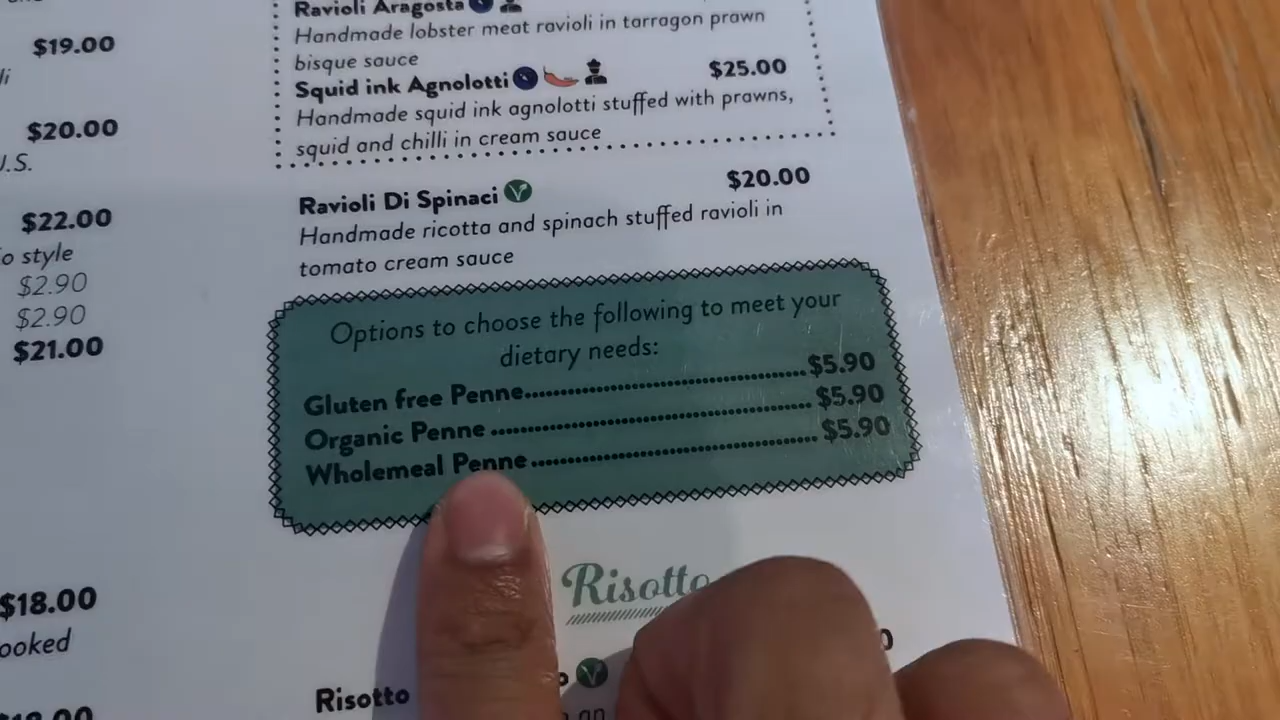 $19.00
$20.00
$22.00
style
$2.90
$2.90
$21.00
$18.00
Ravioli Aragosta
Handmade lobster meat ravioli in tarragon prawn
bisque sauce
Squid ink Agnolotti $25.00
Handmade squid ink agnolotti stuffed with prawns,
squid and chilli in cream sauce
Ravioli Di Spinaci V $20.00
Handmade ricotta and spinach stuffed ravioli in
tomato cream sauce
Options to choose the following to meet your
dietary needs:
Gluten free Penne $5.90
Organic Penne $5.90
Wholemeal Penne $5.90
Risotto
Risotto V